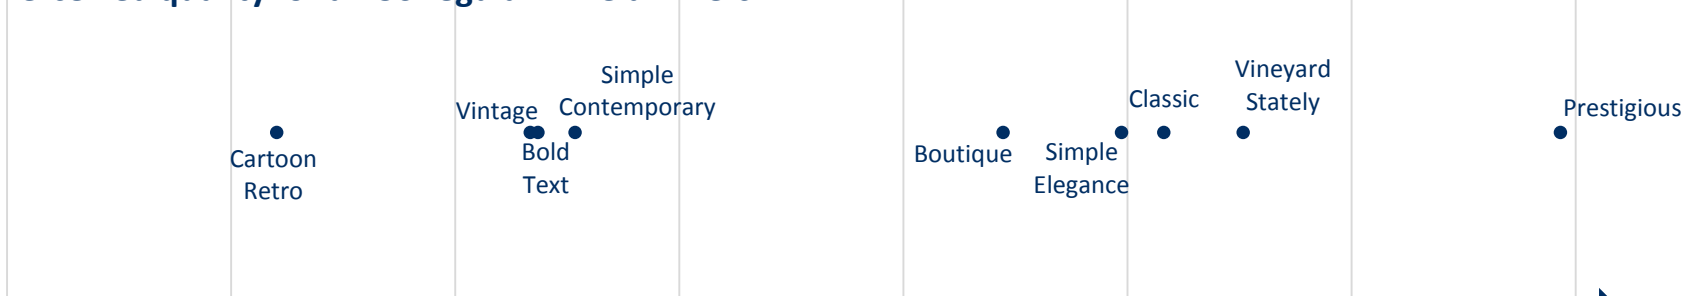 Simple
Contemporary
Vintage
Vineyard
Stately
Classic
Prestigious
Cartoon
Retro
Bold
Text
Boutique
Simple
Elegance